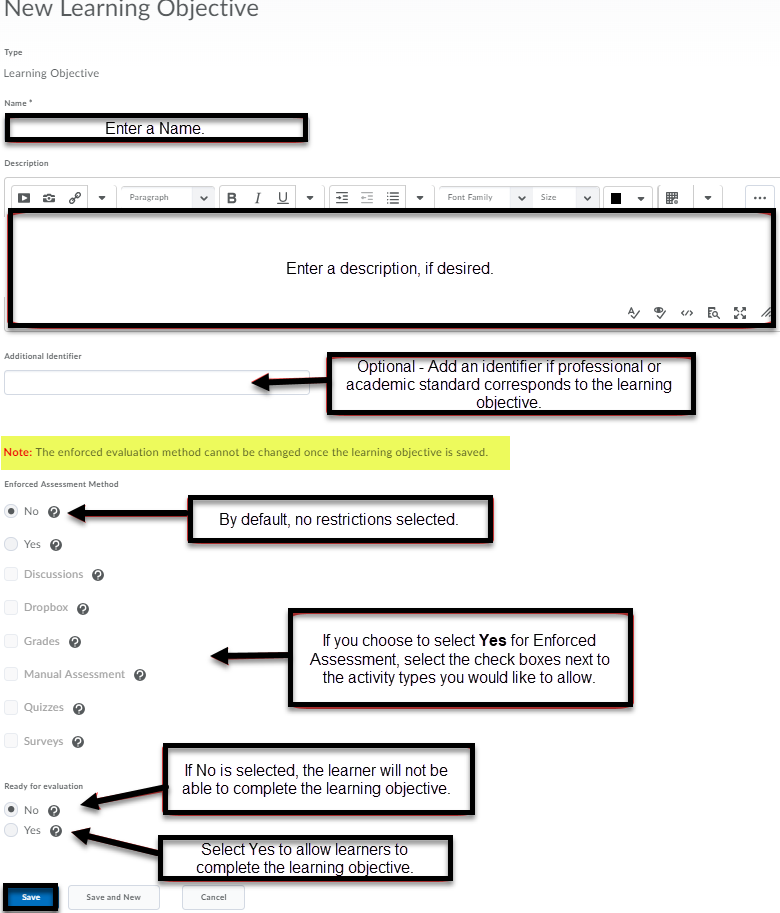 New Learning Objective
Type
Learning Objective
Name *
Enter a Name.
Description
Paragraph
B I U
Font Family
Size
Enter a description, if desired.
Additional Identifier
Optional - Add an identifier if professional or
academic standard corresponds to the learning
objective.
Note: The enforced evaluation method cannot be changed once the learning objective is saved.
Enforced Assessment Method
No
By default, no restrictions selected.
Yes
Discussions
Dropbox
Grades
If you choose to select Yes for Enforced
Assessment, select the check boxes next to
the activity types you would like to allow.
Manual Assessment
Quizzes
Surveys
If No is selected, the learner will not be
able to complete the learning objective.
Ready for evaluation
No
Yes
Select Yes to allow learners to
complete the learning objective.
Save
Save and New
Cancel